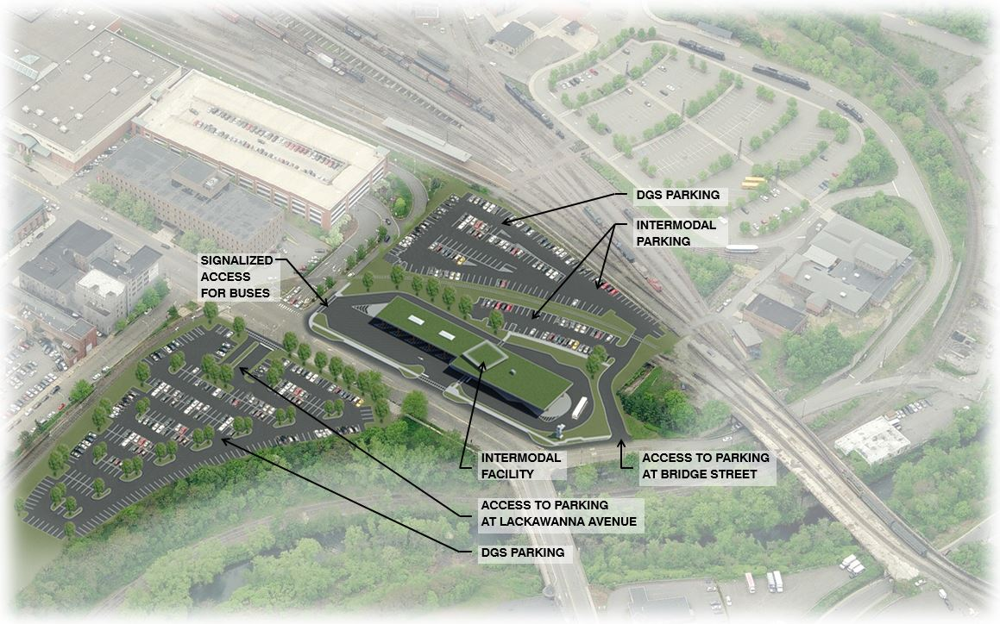 DGS PARKING
INTERMODAL
PARKING
SIGNALIZED
ACCESS
FOR BUSES
INTERMODAL
FACILITY
ACCESS TO PARKING
AT BRIDGE STREET
ACCESS TO PARKING
AT LACKAWANNA AVENUE
DGS PARKING